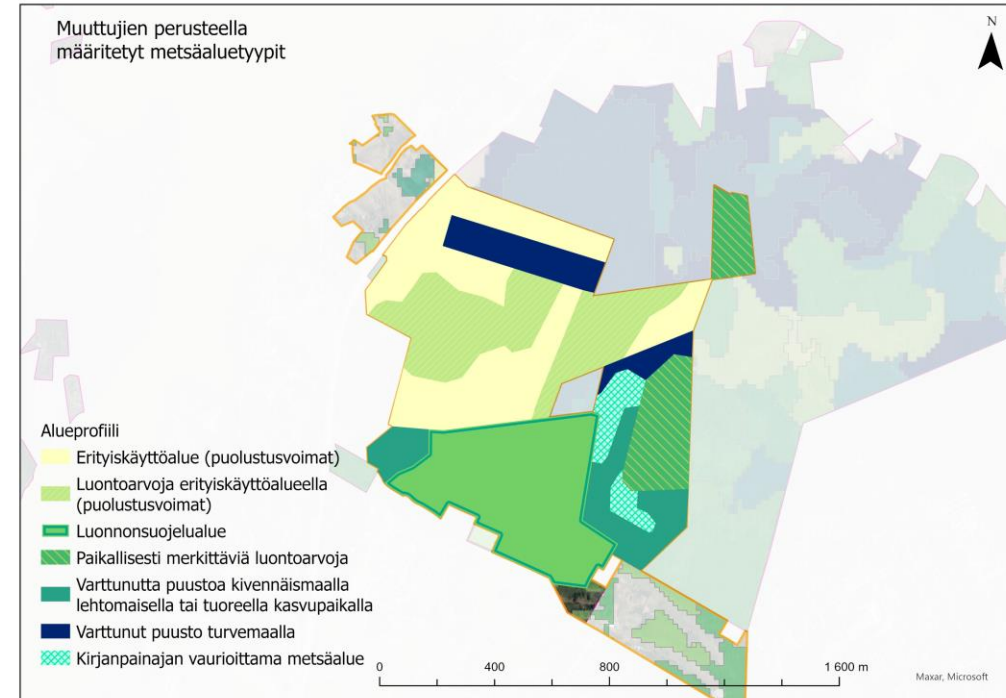 Muuttujien perusteella
määritetyt metsäaluetyypit
N
Alueprofiili
Erityiskäyttöalue (puolustusvoimat)
Luontoarvoja erityiskäyttöalueella
(puolustusvoimat)
Luonnonsuojelualue
Paikallisesti merkittäviä luontoarvoja
Varttunutta puustoa kivennäismaalla
lehtomaisella tai tuoreella kasvupaikalla
Varttunut puusto turvemaalla
Kirjanpainajan vaurioittama metsäalue
0 400 800 1 600 m
Maxar, Microsoft